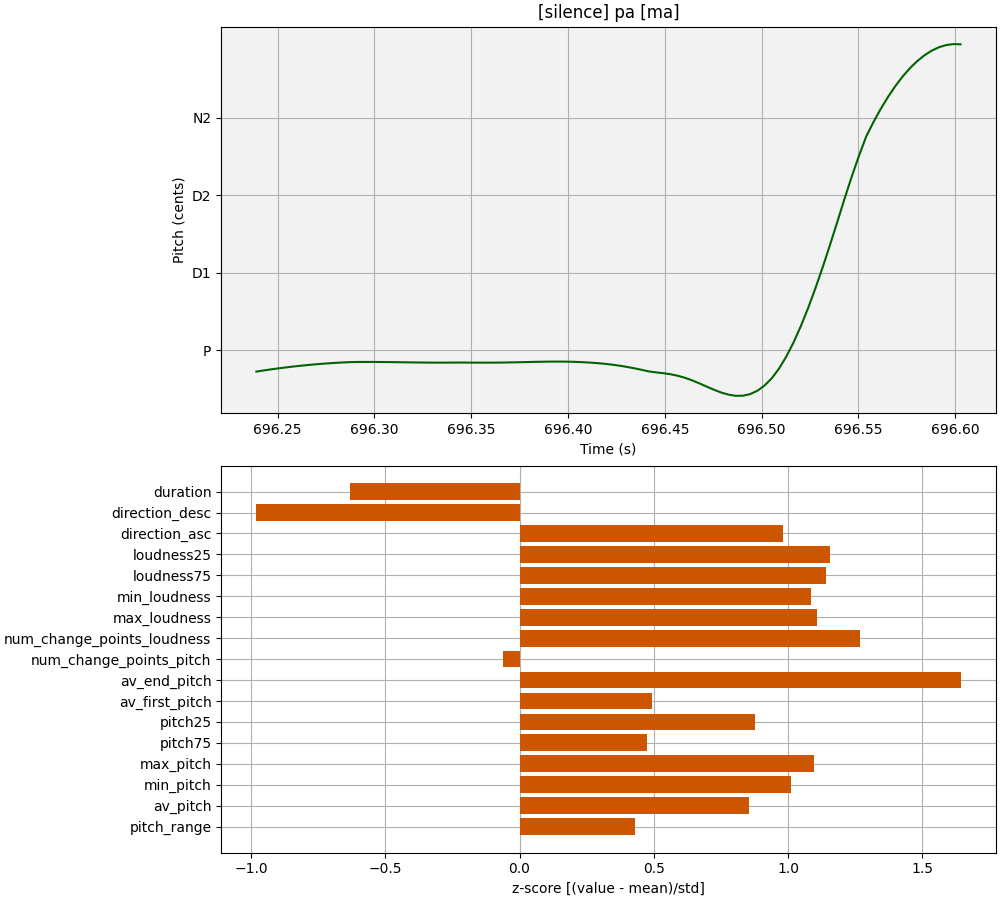 [silence] pa [ma]
Pitch (cents)
N2
D2
D1
P
696.25 696.30 696.35 696.40 696.45 696.50 696.55 696.60
Time (s)
duration
direction_desc
direction_asc
loudness25
loudness75
min_loudness
max_loudness
num_change_points_loudness
num_change_points_pitch
av_end_pitch
av_first_pitch
pitch25
pitch75
max_pitch
min_pitch
av_pitch
pitch_range
−1.0 −0.5 0.0 0.5 1.0 1.5
z-score [(value - mean)/std]